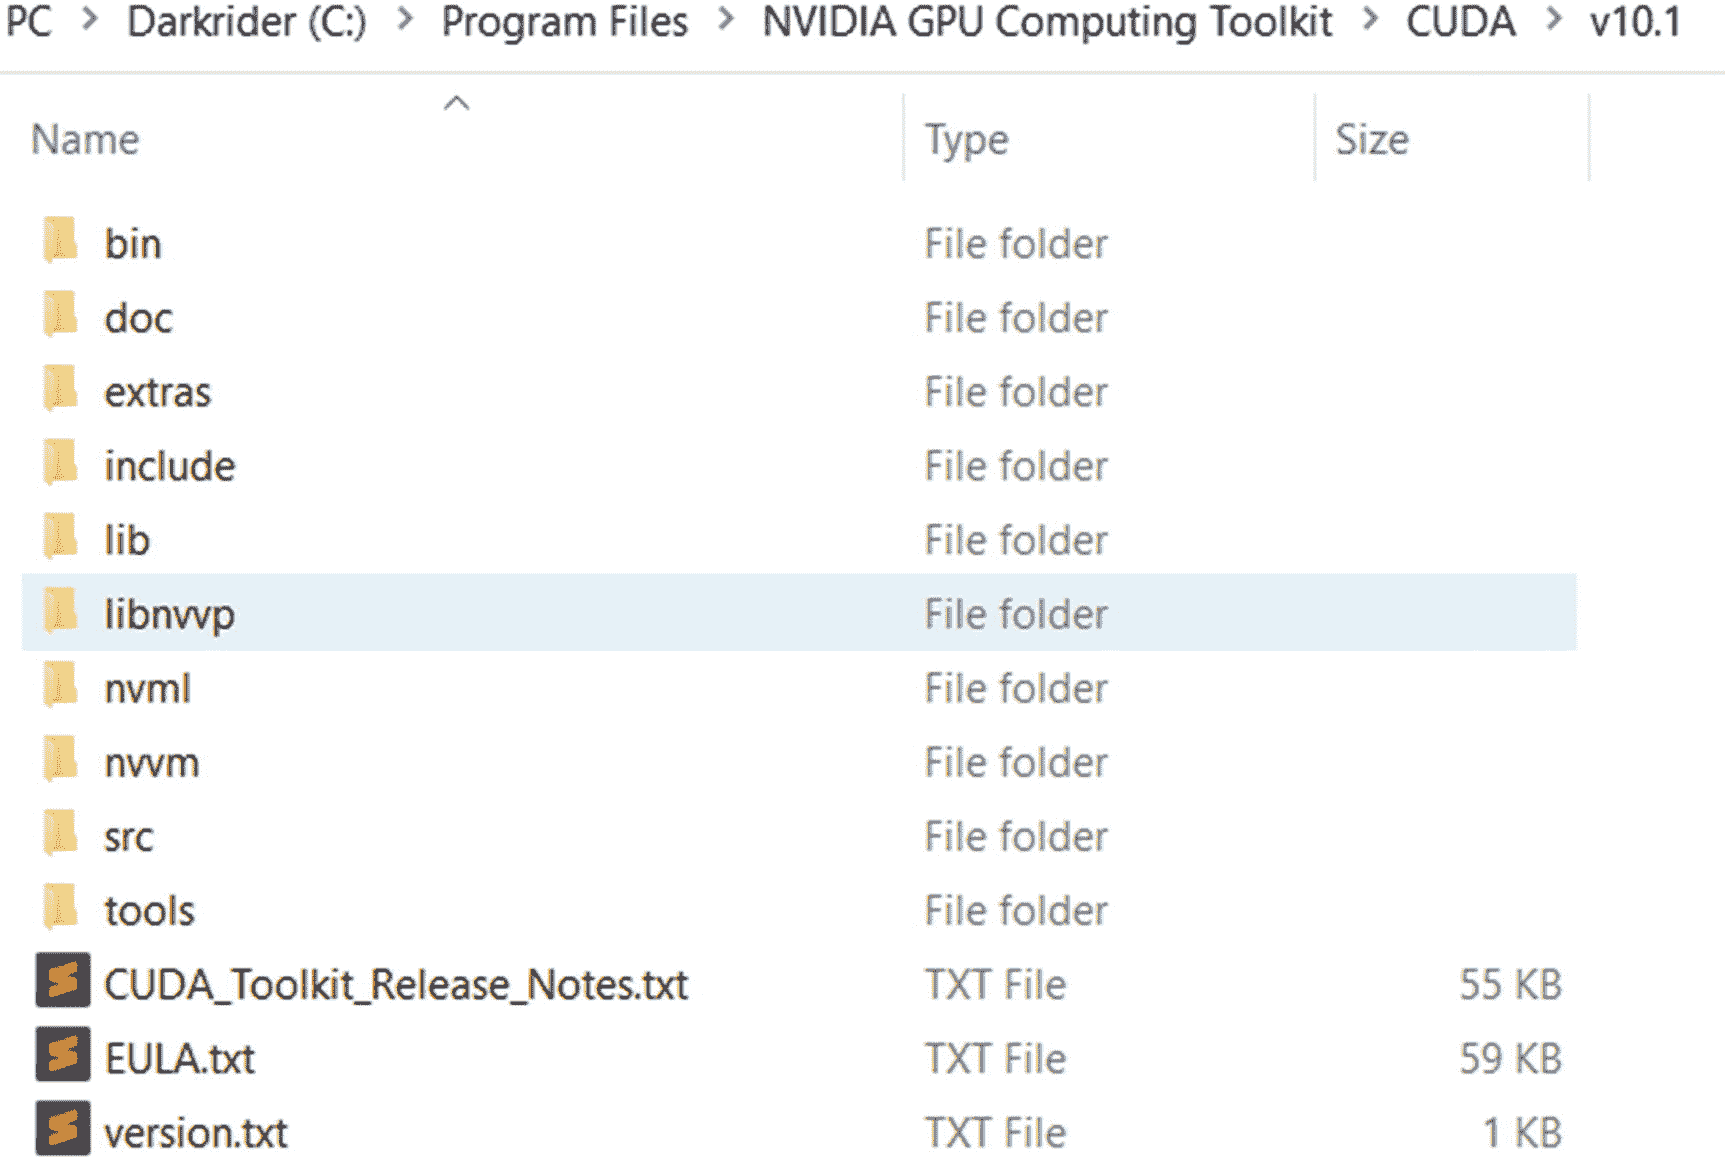 PC > Darkrider (C:) > Program Files > NVIDIA GPU Computing Toolkit > CUDA > v10.1
Name Type Size
bin File folder
doc File folder
extras File folder
include File folder
lib File folder
libnvvp File folder
nvml File folder
nvvm File folder
src File folder
tools File folder
CUDA_Toolkit_Release_Notes.txt TXT File 55 KB
EULA.txt TXT File 59 KB
version.txt TXT File 1 KB